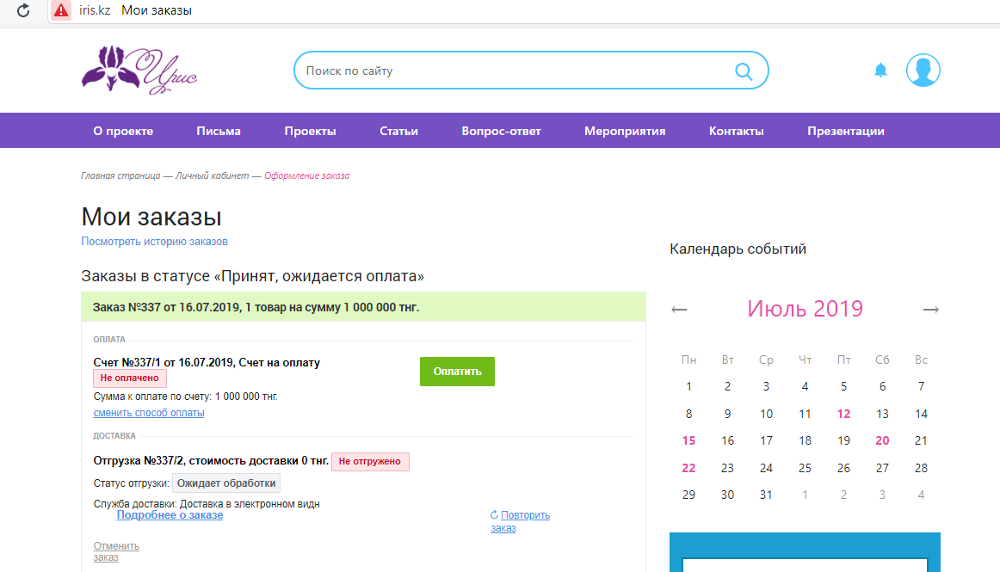 iris.kz Мои заказы
Ирис
Поиск по сайту
О проекте Письма Проекты Статьи Вопрос-ответ Мероприятия Контакты Презентации
Главная страница — Личный кабинет — Оформление заказа
Мои заказы
Посмотреть историю заказов
Заказы в статусе «Принят, ожидается оплата»
Заказ №337 от 16.07.2019, 1 товар на сумму 1 000 000 тнг.
ОПЛАТА
Счет №337/1 от 16.07.2019, Счет на оплату
Не оплачено
Оплатить
Сумма к оплате по счету: 1 000 000 тнг.
сменить способ оплаты
ДОСТАВКА
Отгрузка №337/2, стоимость доставки 0 тнг. Не отгружено
Статус отгрузки: Ожидает обработки
Служба доставки: Доставка в электронном видн
Подробнее о заказе
Повторить
заказ
Отменить
заказ
Календарь событий
← Июль 2019 →
Пн Вт Ср Чт Пт Сб Вс
1 2 3 4 5 6 7
8 9 10 11 12 13 14
15 16 17 18 19 20 21
22 23 24 25 26 27 28
29 30 31 1 2 3 4